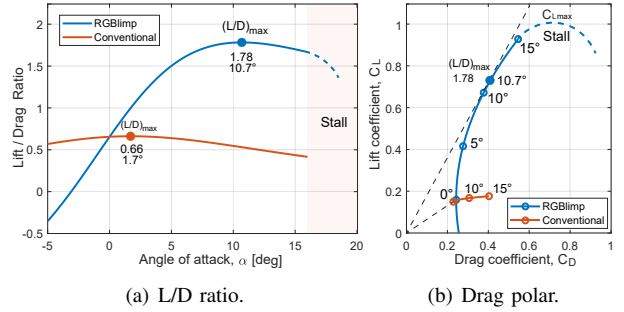 RGBlimp
Conventional
(L/D)max
1.78
10.7°
(L/D)max
0.66
1.7°
Stall
2
1.5
1
0.5
0
-0.5
-5
0
5
10
15
20
Lift / Drag Ratio
Angle of attack, α [deg]
(a) L/D ratio.
CLmax
Stall
15°
(L/D)max
1.78
10.7°
10°
5°
0°
10°
15°
RGBlimp
Conventional
1
0.8
0.6
0.4
0.2
0
0
0.2
0.4
0.6
0.8
1
Lift coefficient, CL
Drag coefficient, CD
(b) Drag polar.